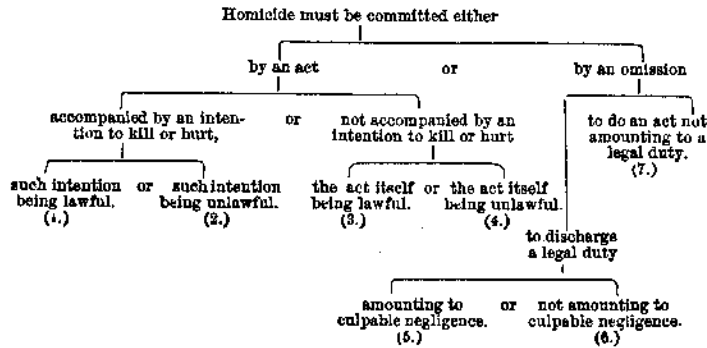 Homicide must be committed either
by an act or by an omission
accompanied by an inten-
tion to kill or hurt,
or
not accompanied by an
intention to kill or hurt
to do an act not
amounting to a
legal duty.
(7.)
such intention
being lawful.
(1.)
or
such intention
being unlawful.
(2.)
the act itself
being lawful.
(3.)
or
the act itself
being unlawful.
(4.)
to discharge
a legal duty
amounting to
culpable negligence.
(5.)
or
not amounting to
culpable negligence.
(6.)